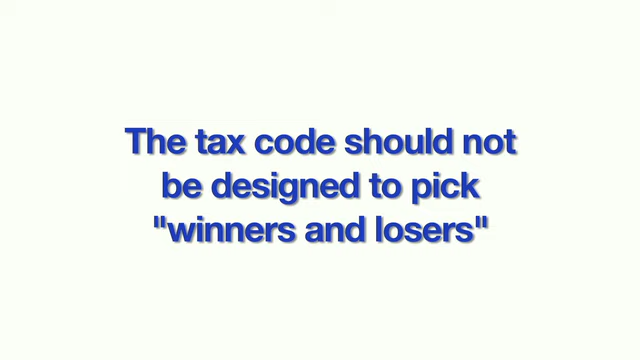 The tax code should not
be designed to pick
"winners and losers"